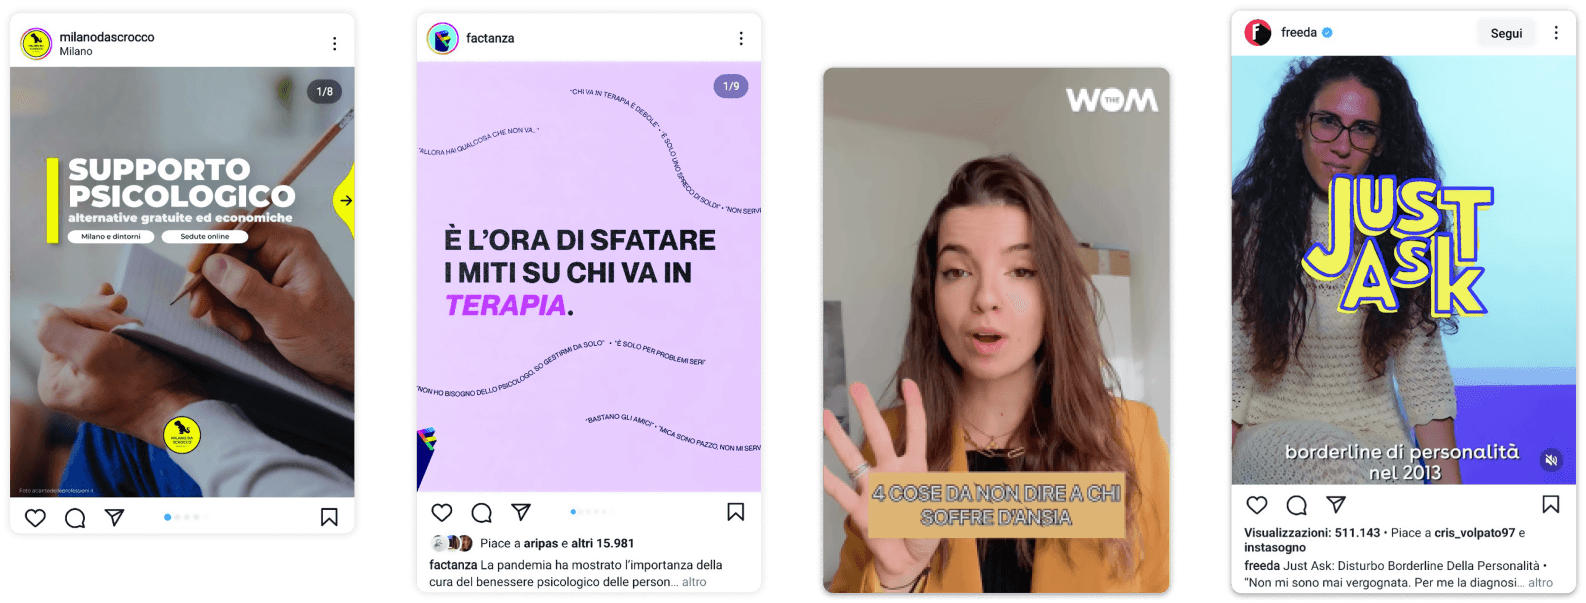 milanodascrocco
Milano
1/8
SUPPORTO
PSICOLOGICO
alternative gratuite ed economiche
Milano e dintorni
Sedute online
MILANO DA
SCROCCO
factanza
1/9
"CHI VA IN TERAPIA È DEBOLE" • "È SOLO UNO SPRECO DI SOLDI" • "NON SERV
ALLORA HAI QUALCOSA CHE NON VA..."
È L'ORA DI SFATARE
I MITI SU CHI VA IN
TERAPIA.
"NON HO BISOGNO DELLO PSICOLOGO, SO GESTIRMI DA SOLO" • "È SOLO PER PROBLEMI SERI"
"BASTANO GLI AMICI" • "MICA SONO PAZZO, NON MI SERV
Piace a aripas e altri 15.981
factanza La pandemia ha mostrato l'importanza della
cura del benessere psicologico delle person... altro
THE WOM
4 COSE DA NON DIRE A CHI
SOFFRE D'ANSIA
freeda
Segui
JUST
ASK
borderline di personalità
nel 2013
Visualizzazioni: 511.143 • Piace a cris_volpato97 e
instasogno
freeda Just Ask: Disturbo Borderline Della Personalità •
"Non mi sono mai vergognata. Per me la diagnosi... altro